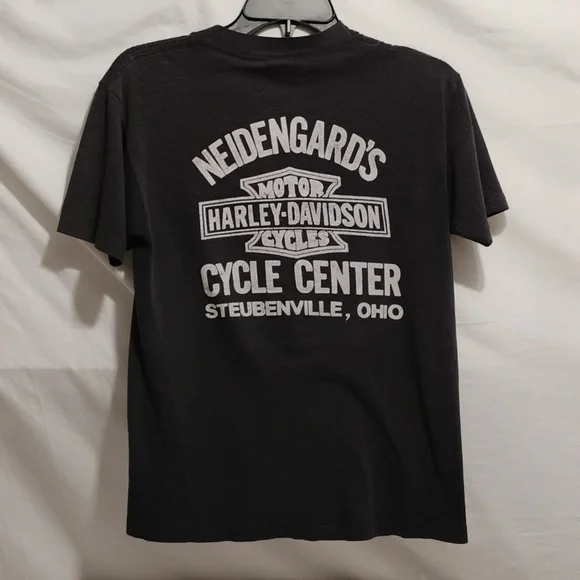 NEIDENGARD'S
MOTOR
HARLEY-DAVIDSON
CYCLES
CYCLE CENTER
STEUBENVILLE, OHIO